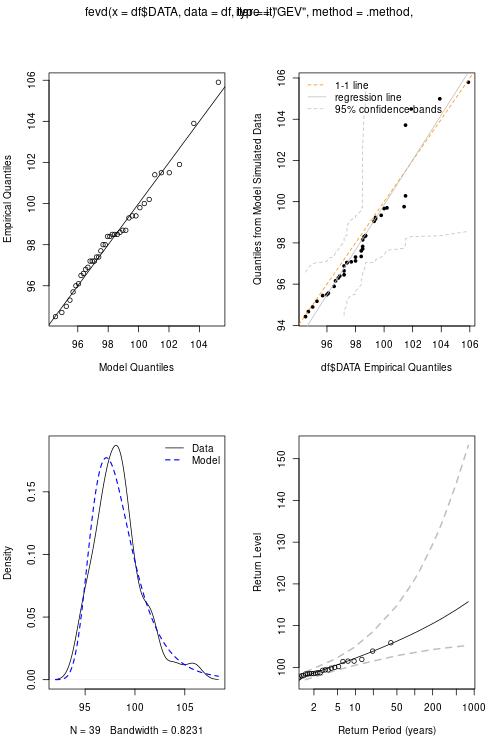 fevd(x = df$DATA, data = df, type = "GEV", method = .method,
106
104
102
100
98
96
Empirical Quantiles
96 98 100 102 104
Model Quantiles
1-1 line
regression line
95% confidence bands
106
104
102
100
98
96
94
Quantiles from Model Simulated Data
96 98 100 102 104 106
df$DATA Empirical Quantiles
Data
Model
0.15
0.10
0.05
0.00
Density
95 100 105
N = 39 Bandwidth = 0.8231
150
140
130
120
110
100
Return Level
2 5 10 50 200 1000
Return Period (years)